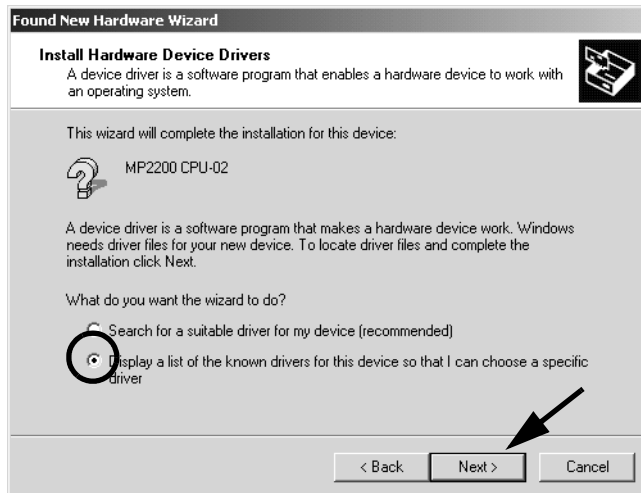 Found New Hardware Wizard
Install Hardware Device Drivers
A device driver is a software program that enables a hardware device to work with
an operating system.
This wizard will complete the installation for this device:
MP2200 CPU-02
A device driver is a software program that makes a hardware device work. Windows
needs driver files for your new device. To locate driver files and complete the
installation click Next.
What do you want the wizard to do?
Search for a suitable driver for my device (recommended)
Display a list of the known drivers for this device so that I can choose a specific
driver
< Back Next > Cancel